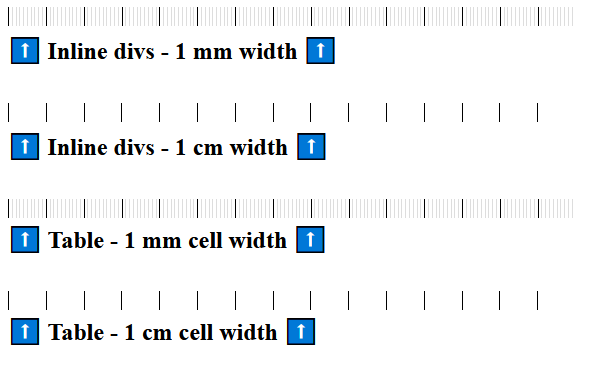 ⬆ Inline divs - 1 mm width ⬆
⬆ Inline divs - 1 cm width ⬆
⬆ Table - 1 mm cell width ⬆
⬆ Table - 1 cm cell width ⬆